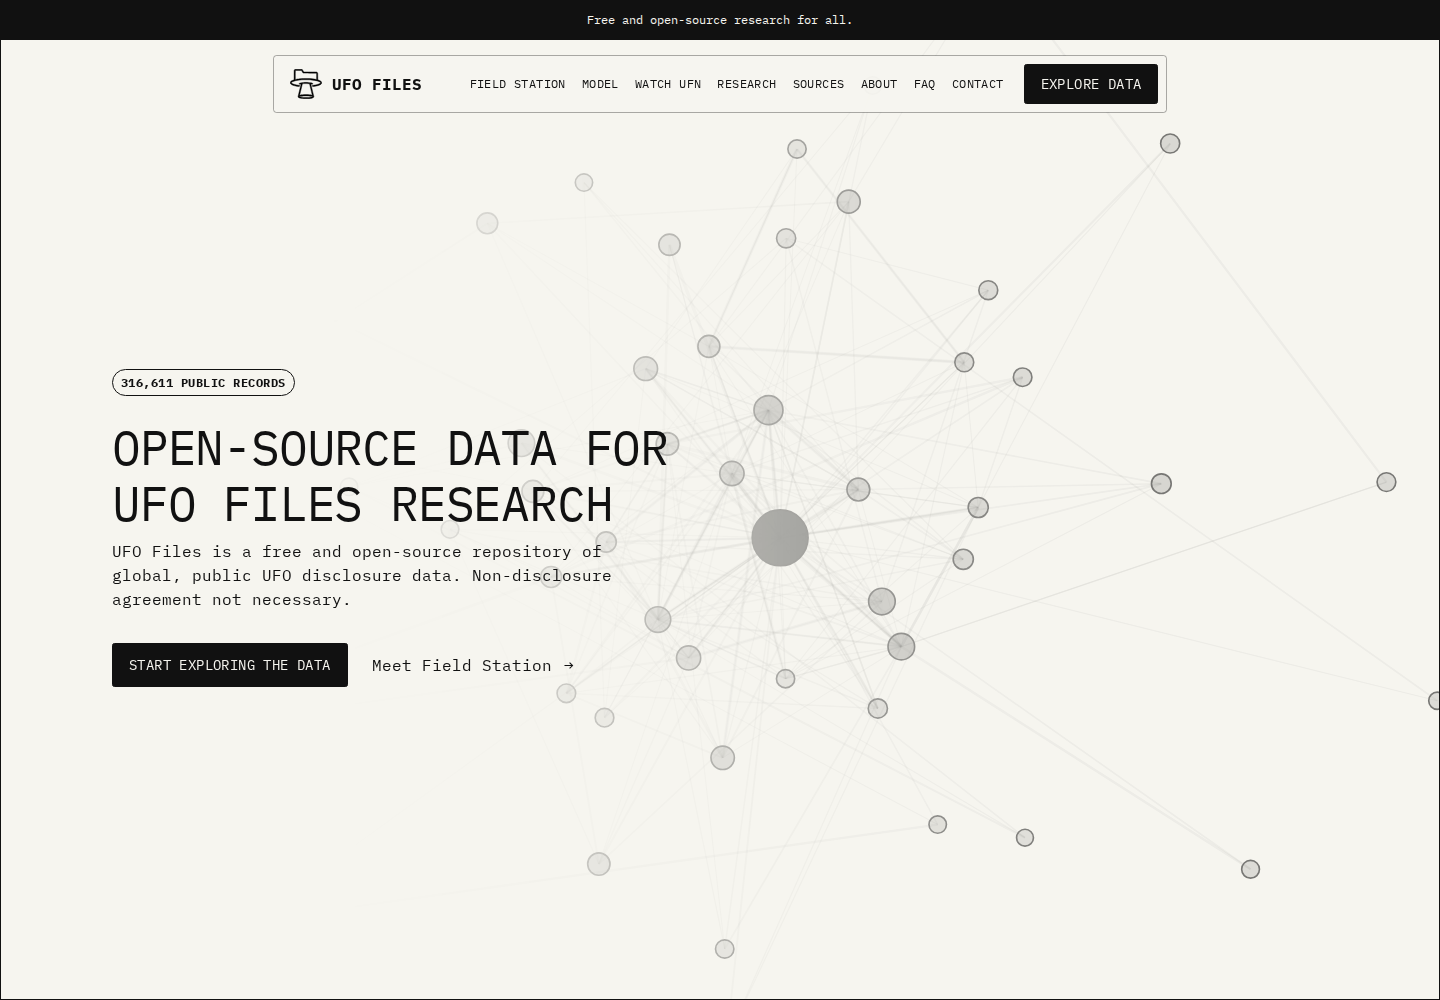 Free and open-source research for all.
UFO FILES
FIELD STATION MODEL WATCH UFN RESEARCH SOURCES ABOUT FAQ CONTACT EXPLORE DATA
316,611 PUBLIC RECORDS
OPEN-SOURCE DATA FOR
UFO FILES RESEARCH
UFO Files is a free and open-source repository of
global, public UFO disclosure data. Non-disclosure
agreement not necessary.
START EXPLORING THE DATA
Meet Field Station →